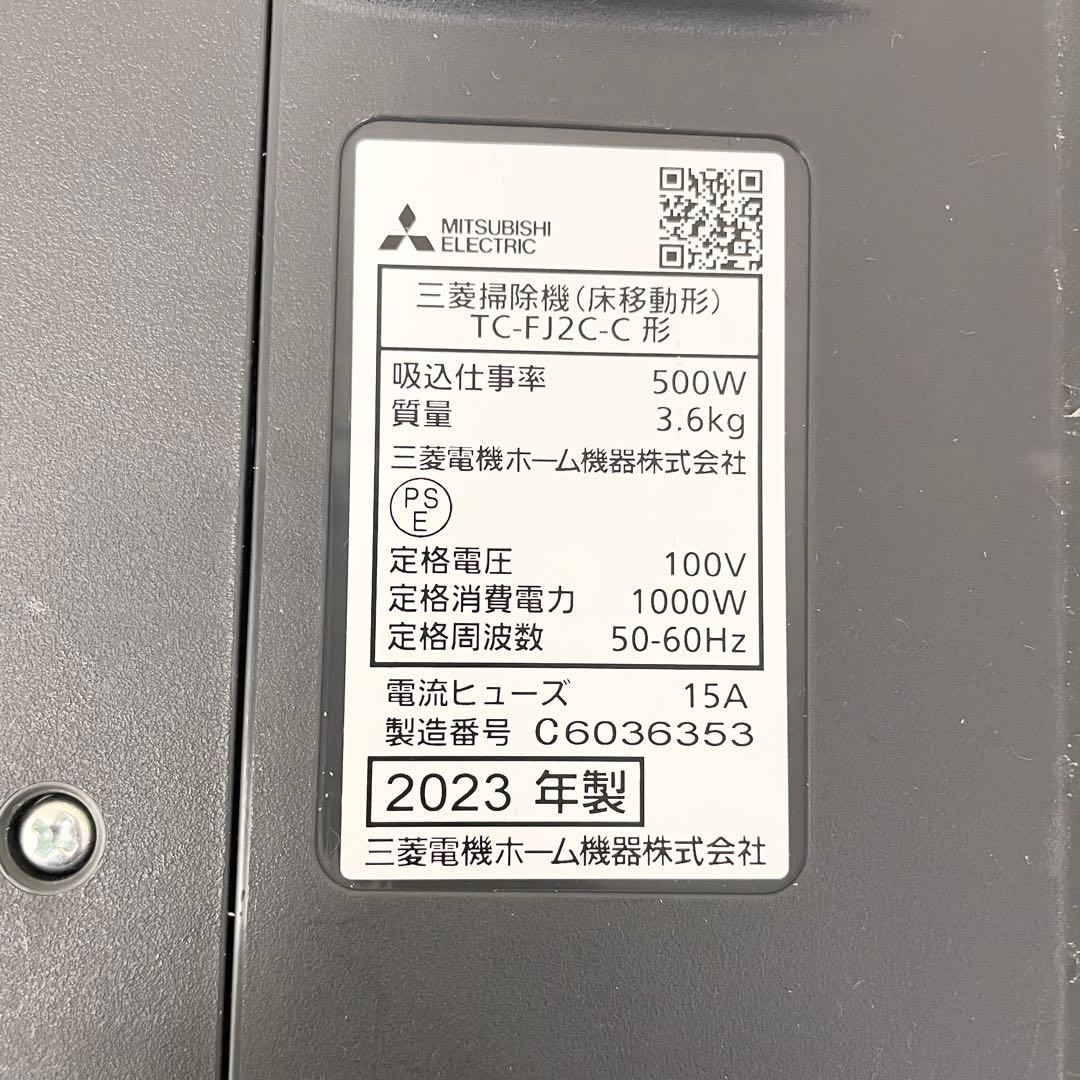 MITSUBISHI
ELECTRIC
三菱掃除機(床移動形)
TC-FJ2C-C 形
吸込仕事率 500W
質量 3.6kg
三菱電機ホーム機器株式会社
PS
E
定格電圧 100V
定格消費電力 1000W
定格周波数 50-60Hz
電流ヒューズ 15A
製造番号 C6036353
2023 年製
三菱電機ホーム機器株式会社